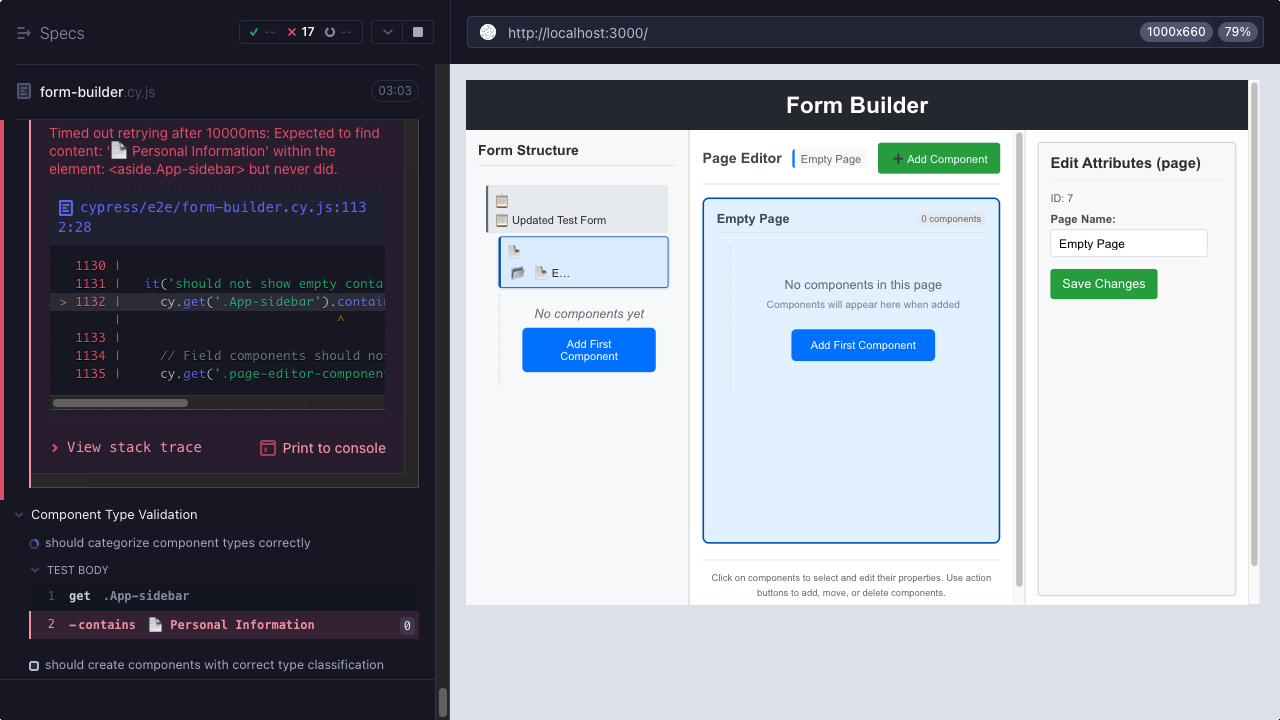 Specs
-- 17 --
http://localhost:3000/
1000x660
79%
form-builder.cy.js
03:03
Timed out retrying after 10000ms: Expected to find
content: '📄 Personal Information' within the
element: <aside.App-sidebar> but never did.
cypress/e2e/form-builder.cy.js:113
2:28
1130 |
1131 | it('should not show empty conta
> 1132 | cy.get('.App-sidebar').contai
| ^
1133 |
1134 | // Field components should no
1135 | cy.get('.page-editor-componen
View stack trace
Print to console
Component Type Validation
should categorize component types correctly
TEST BODY
1 get .App-sidebar
2 -contains 📄 Personal Information 0
should create components with correct type classification
Form Builder
Form Structure
📋
📋 Updated Test Form
📄
📂 📄 E...
No components yet
Add First
Component
Page Editor
Empty Page
➕ Add Component
Empty Page
0 components
No components in this page
Components will appear here when added
Add First Component
Click on components to select and edit their properties. Use action
buttons to add, move, or delete components.
Edit Attributes (page)
ID: 7
Page Name:
Empty Page
Save Changes